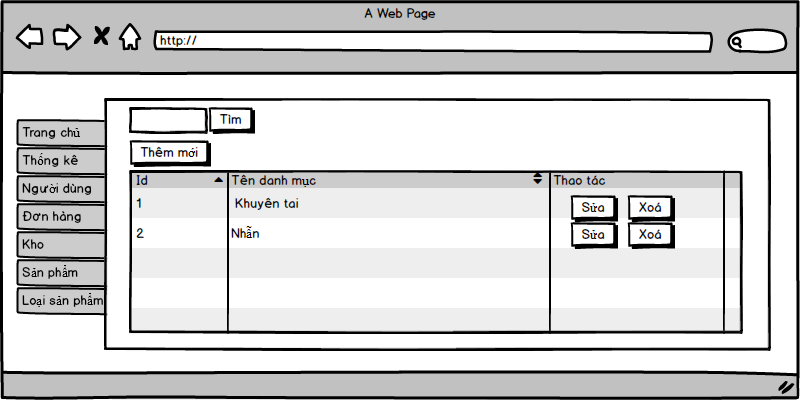 A Web Page
http://
Tìm
Thêm mới
Trang chủ
Thống kê
Người dùng
Đơn hàng
Kho
Sản phẩm
Loại sản phẩm
Id Tên danh mục Thao tác
1 Khuyên tai Sửa Xoá
2 Nhẫn Sửa Xoá